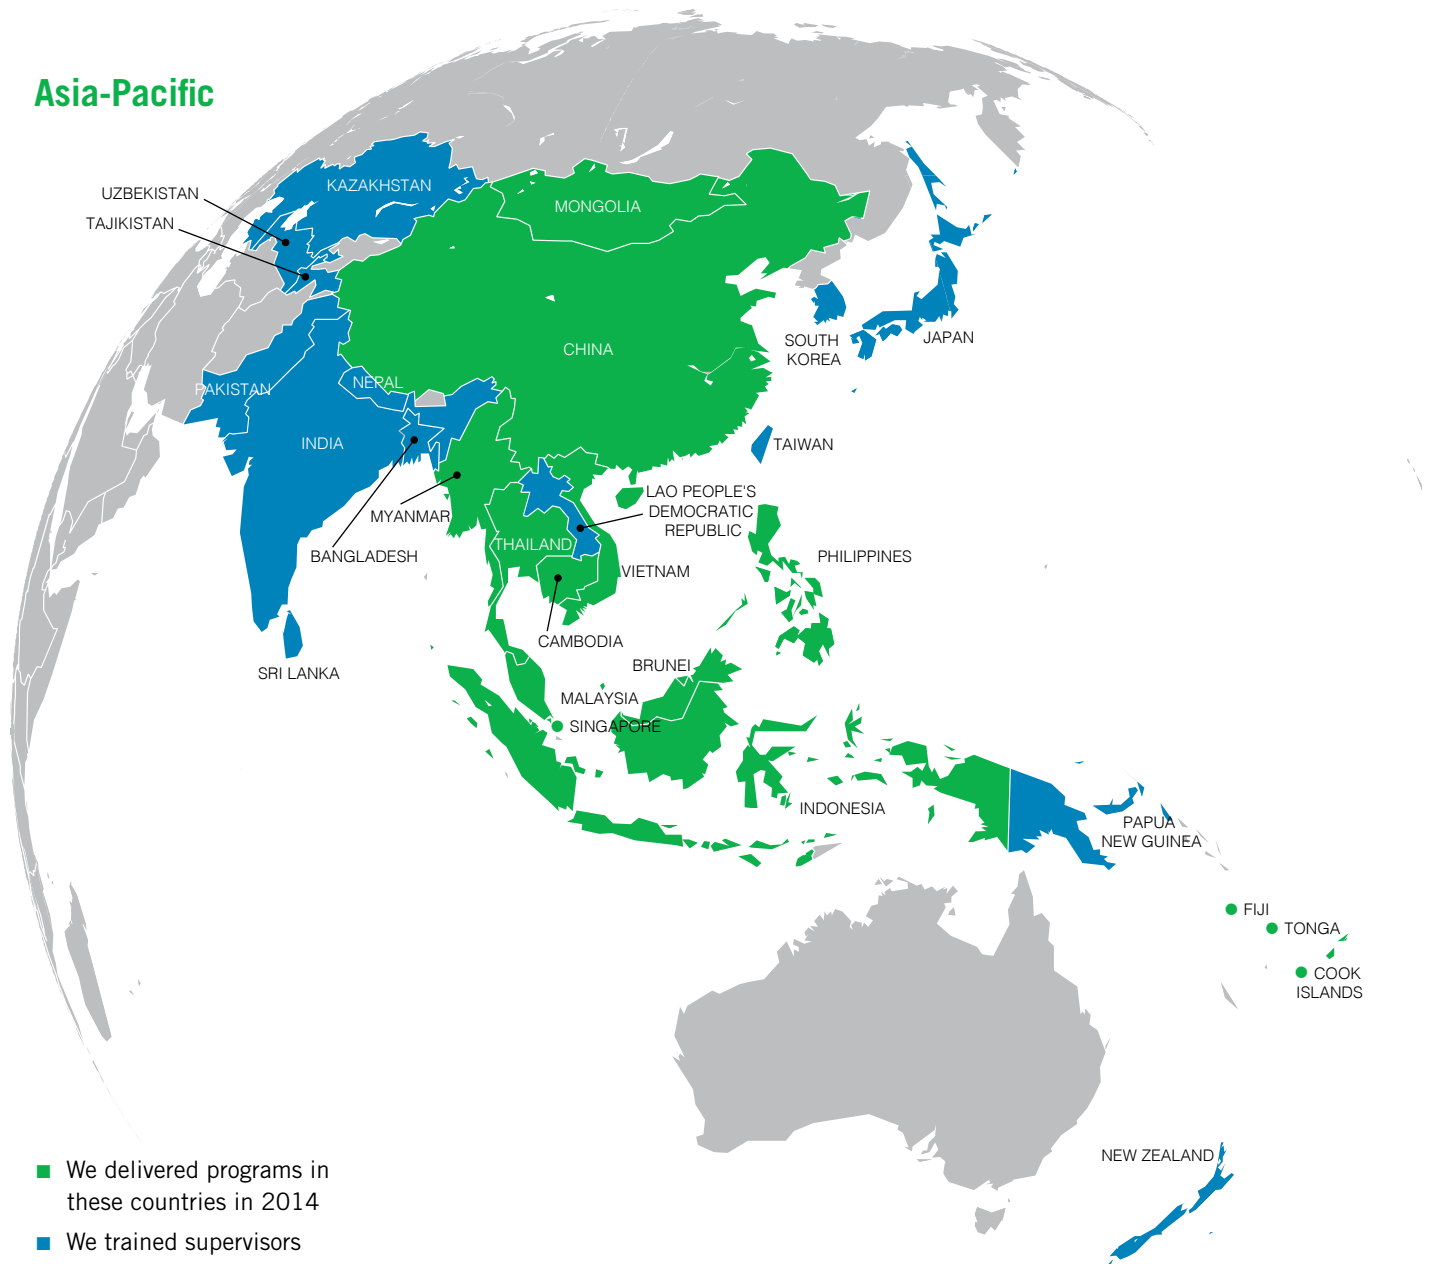 Asia-Pacific
UZBEKISTAN
KAZAKHSTAN
TAJIKISTAN
MONGOLIA
SOUTH
KOREA
JAPAN
CHINA
PAKISTAN
NEPAL
INDIA
TAIWAN
LAO PEOPLE'S
DEMOCRATIC
REPUBLIC
MYANMAR
BANGLADESH
THAILAND
VIETNAM
PHILIPPINES
CAMBODIA
SRI LANKA
BRUNEI
MALAYSIA
SINGAPORE
INDONESIA
PAPUA
NEW GUINEA
FIJI
TONGA
COOK
ISLANDS
NEW ZEALAND
We delivered programs in
these countries in 2014
We trained supervisors